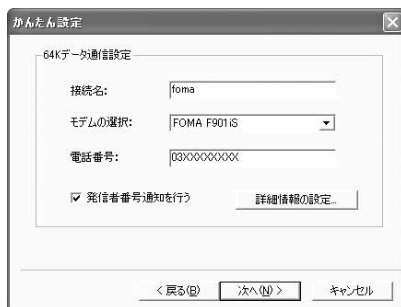 かんたん設定
64Kデータ通信設定
接続名: foma
モデムの選択: FOMA F901iS
電話番号: 03XXXXXXXX
発信者番号通知を行う 詳細情報の設定...
< 戻る(B) 次へ(N) > キャンセル